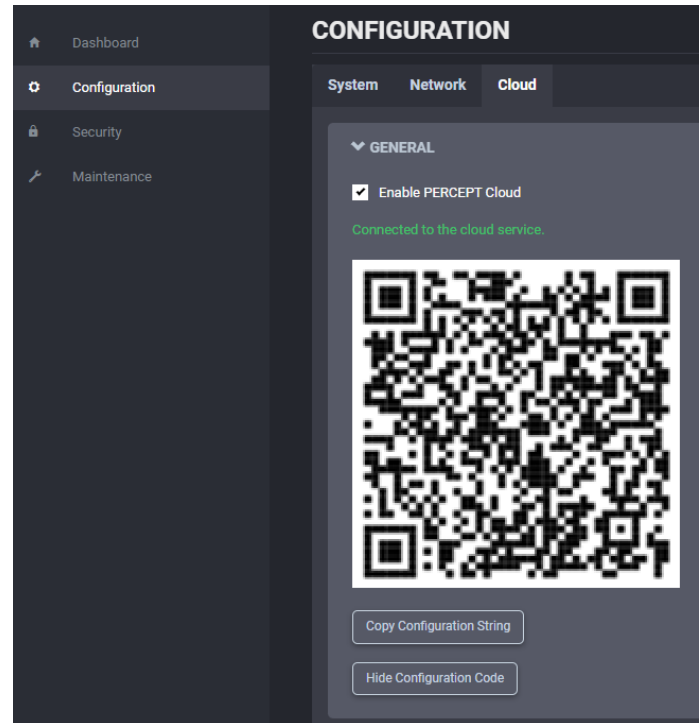 Dashboard
Configuration
Security
Maintenance
CONFIGURATION
System Network Cloud
GENERAL
Enable PERCEPT Cloud
Connected to the cloud service.
Copy Configuration String
Hide Configuration Code